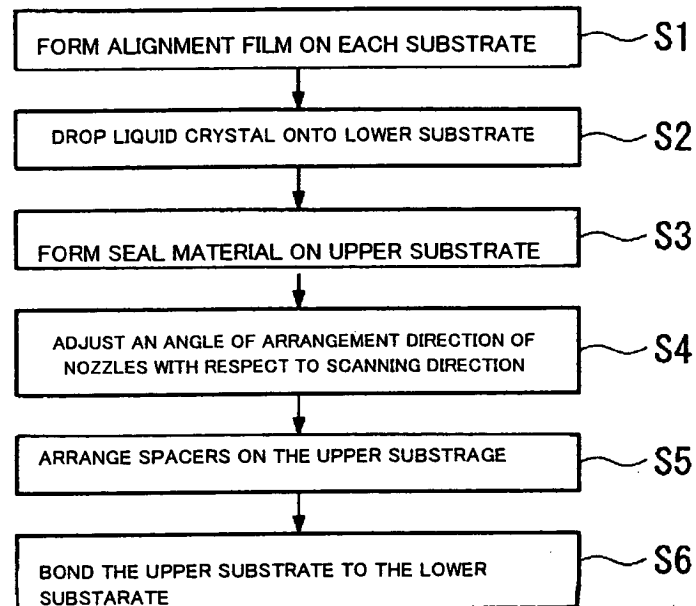 FORM ALIGNMENT FILM ON EACH SUBSTRATE
S1
DROP LIQUID CRYSTAL ONTO LOWER SUBSTRATE
S2
FORM SEAL MATERIAL ON UPPER SUBSTRATE
S3
ADJUST AN ANGLE OF ARRANGEMENT DIRECTION OF
NOZZLES WITH RESPECT TO SCANNING DIRECTION
S4
ARRANGE SPACERS ON THE UPPER SUBSTRAGE
S5
BOND THE UPPER SUBSTRATE TO THE LOWER
SUBSTARATE
S6